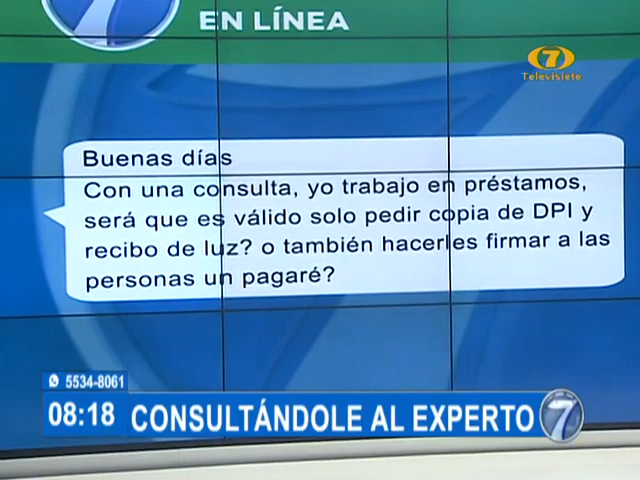 7
EN LÍNEA
7
Televisiete
Buenas días
Con una consulta, yo trabajo en préstamos,
será que es válido solo pedir copia de DPI y
recibo de luz? o también hacerles firmar a las
personas un pagaré?
5534-8061
08:18 CONSULTÁNDOLE AL EXPERTO 7